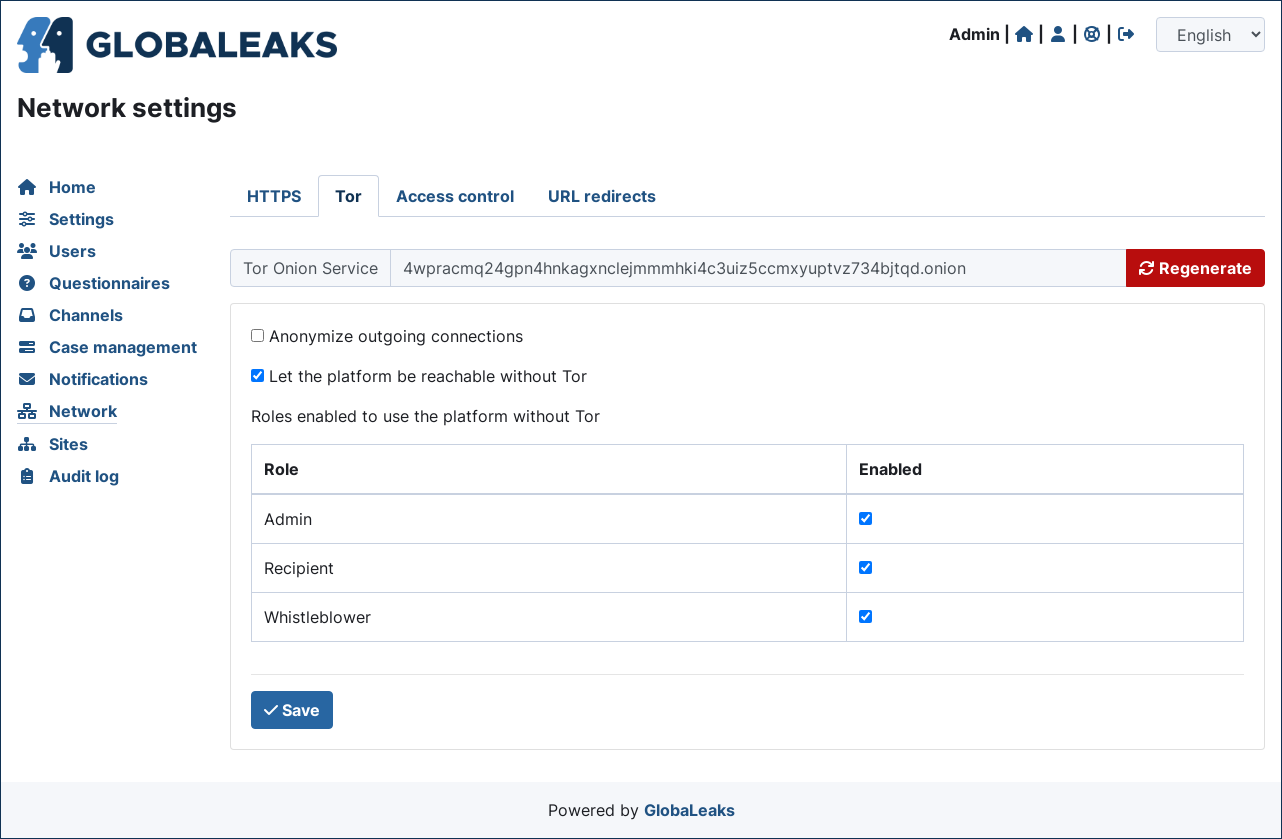 GLOBALEAKS
Admin | | | |
English
Network settings
Home
Settings
Users
Questionnaires
Channels
Case management
Notifications
Network
Sites
Audit log
HTTPS Tor Access control URL redirects
Tor Onion Service 4wpracmq24gpn4hnkagxnclejmmmhki4c3uiz5ccmxyuptvz734bjtqd.onion Regenerate
Anonymize outgoing connections
Let the platform be reachable without Tor
Roles enabled to use the platform without Tor
Role Enabled
Admin
Recipient
Whistleblower
Save
Powered by GlobaLeaks